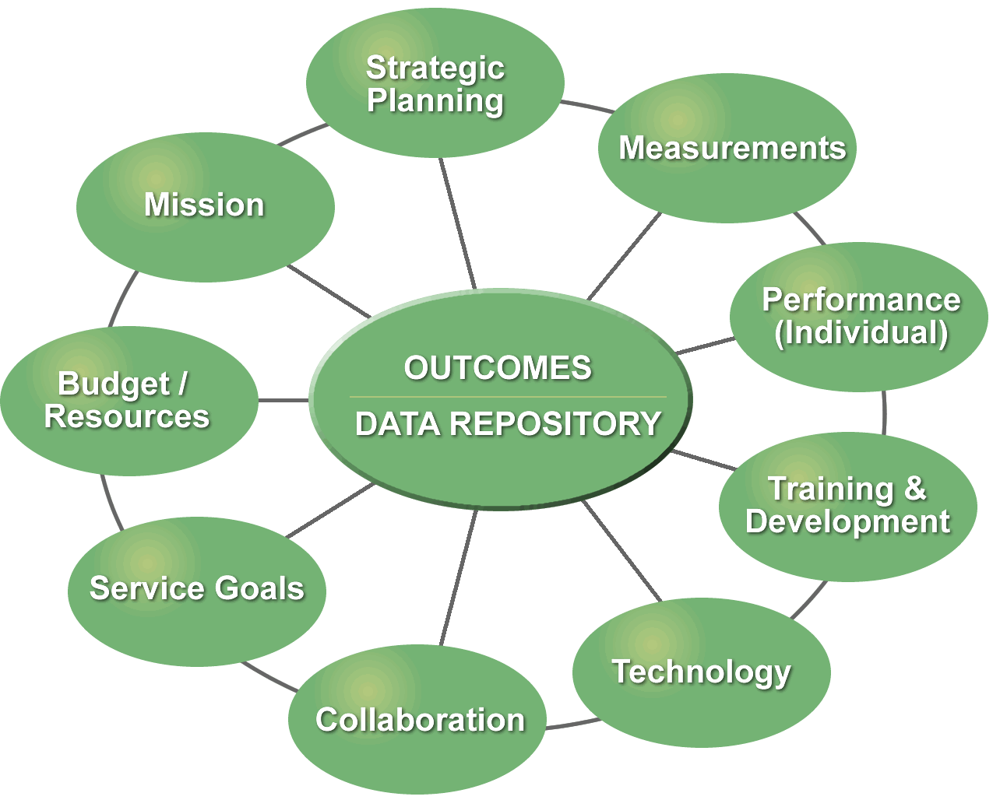 Strategic
Planning
Measurements
Mission
Performance
(Individual)
OUTCOMES
DATA REPOSITORY
Budget /
Resources
Training &
Development
Service Goals
Technology
Collaboration